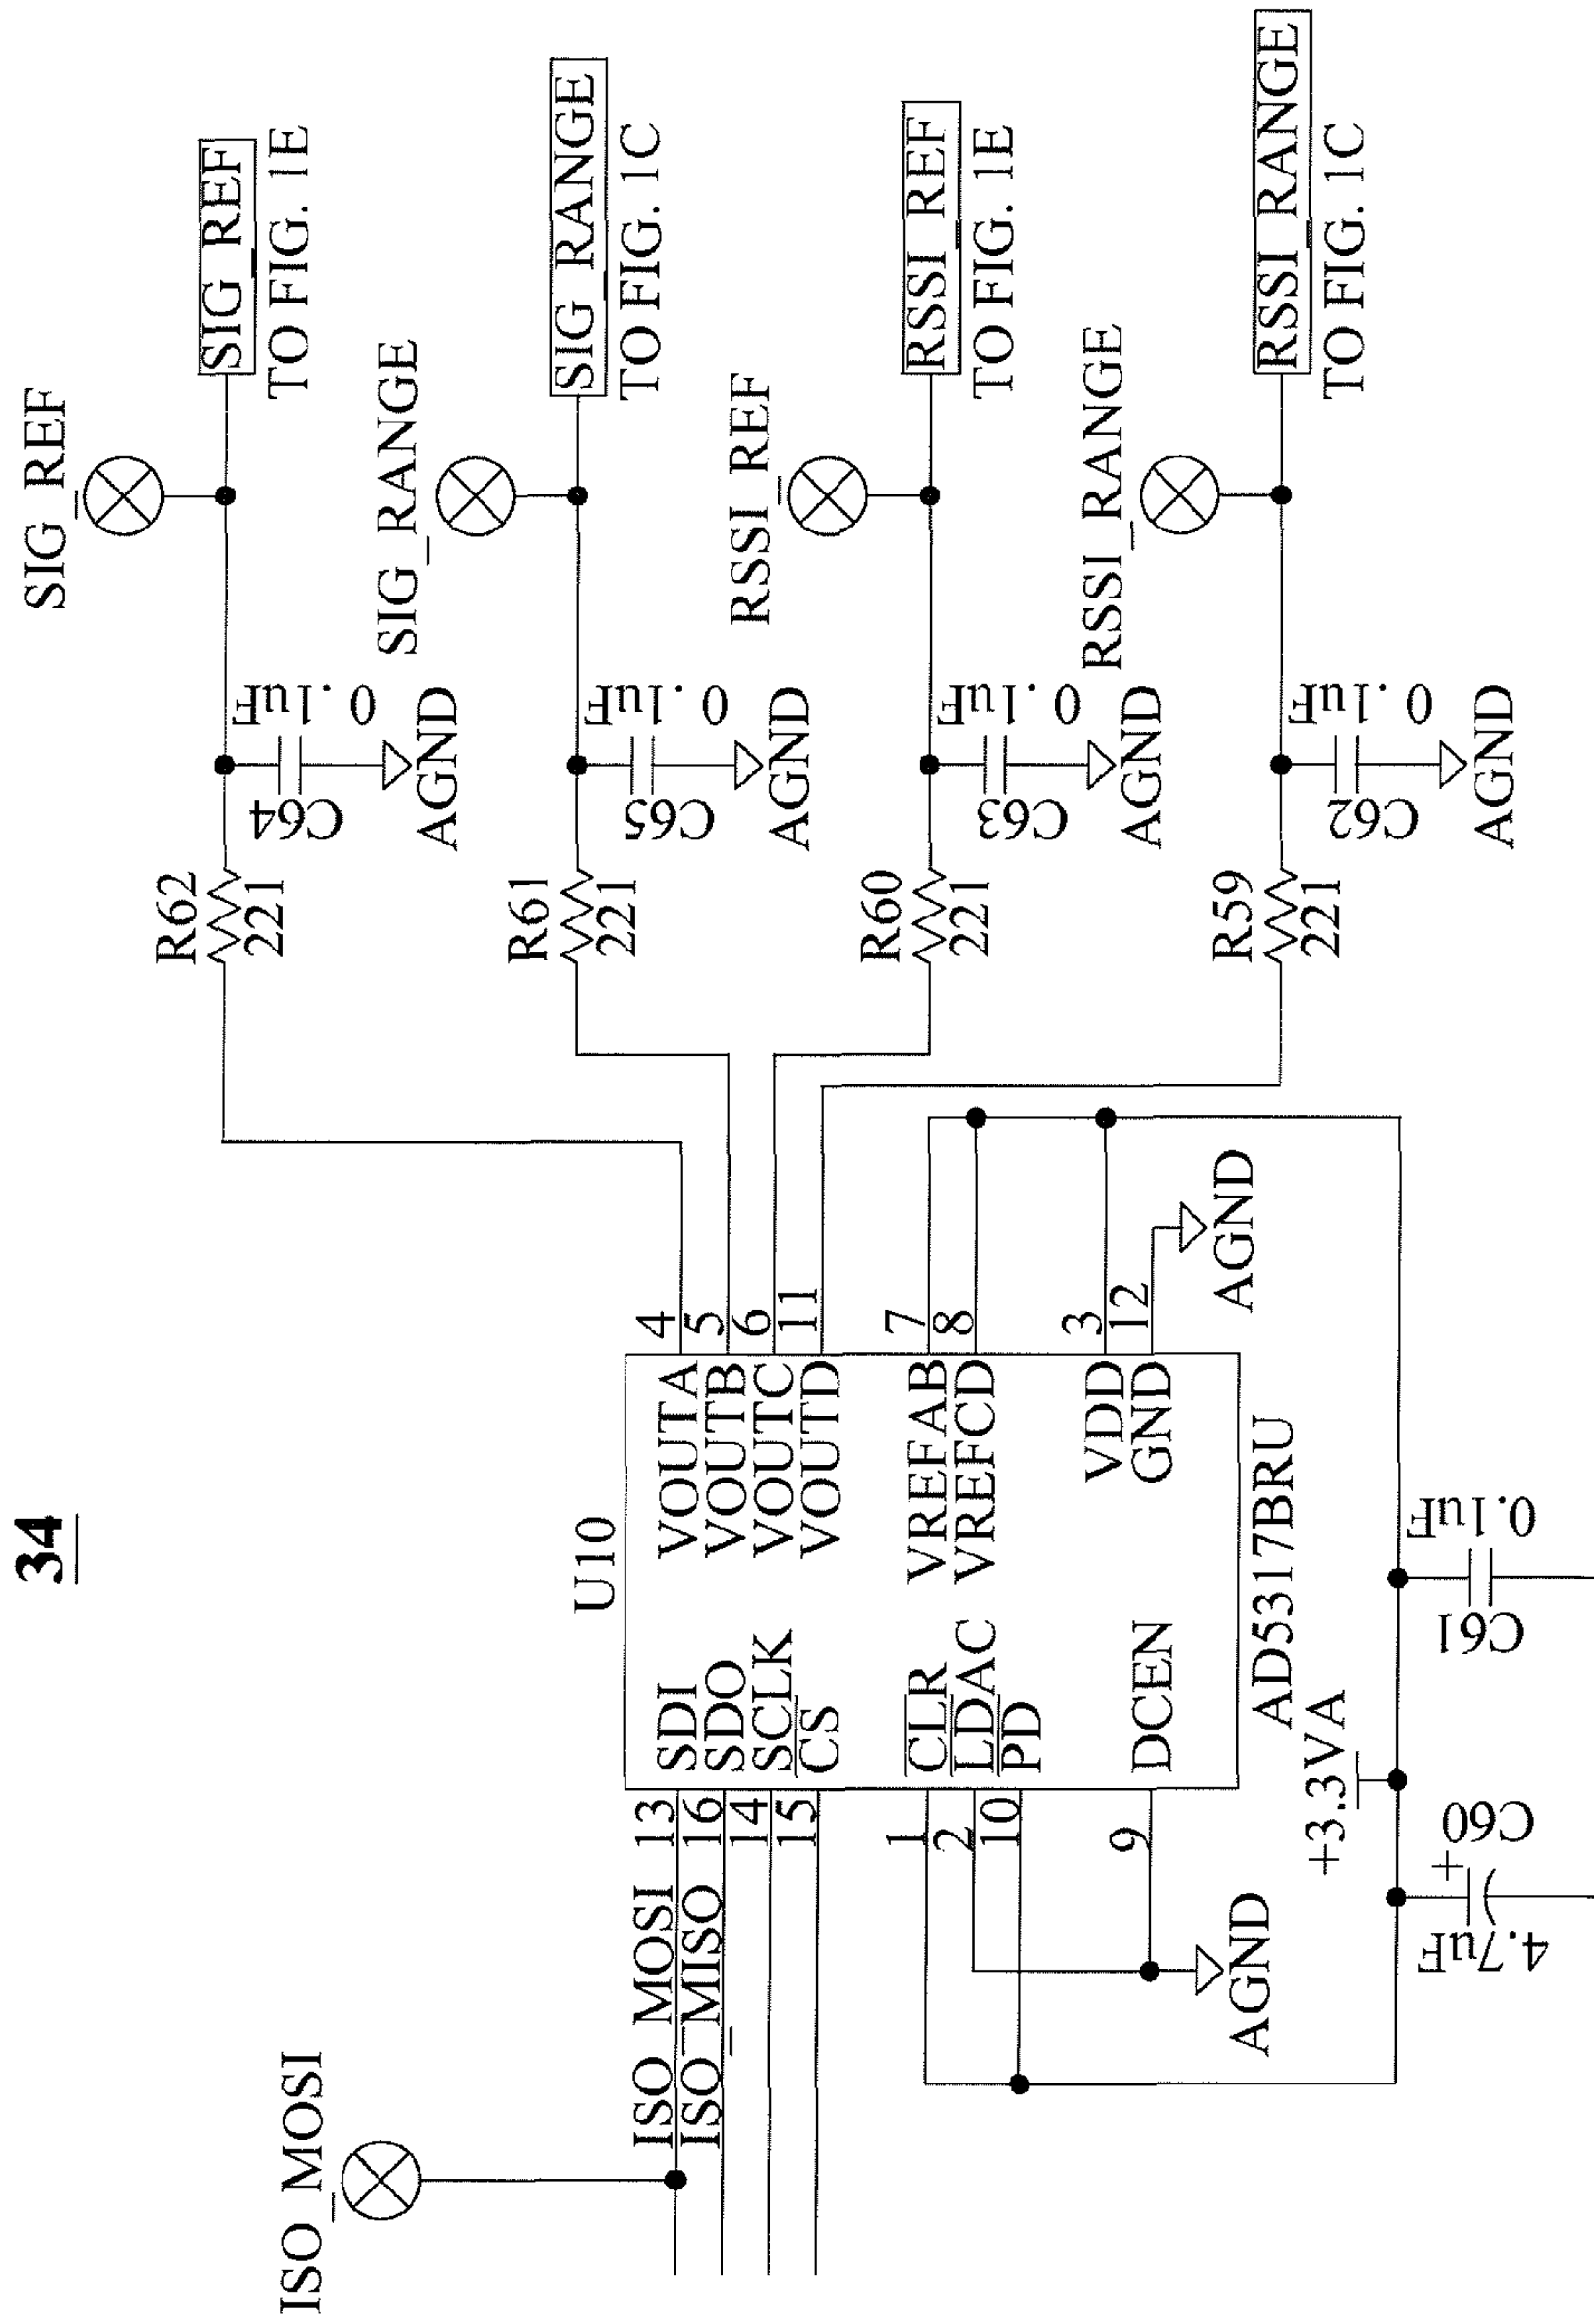 34
ISO_MOSI
ISO_MOSI 13
ISO_MISO 16
14
15
1
2
10
9
AGND
U10
SDI
SDO
SCLK
CS
CLR
LDAC
PD
DCEN
VOUTA
VOUTB
VOUTC
VOUTD
VREFAB
VREFCD
VDD
GND
4
5
6
11
7
8
3
12
AGND
AD5317BRU
+3.3VA
C60
+
4.7uF
C61
0.1uF
R62
221
C64
0.1uF
AGND
SIG_REF
SIG_REF
TO FIG. 1E
R61
221
C65
0.1uF
AGND
SIG_RANGE
SIG_RANGE
TO FIG. 1C
R60
221
C63
0.1uF
AGND
RSSI_REF
RSSI_REF
TO FIG. 1E
R59
221
C62
0.1uF
AGND
RSSI_RANGE
RSSI_RANGE
TO FIG. 1C